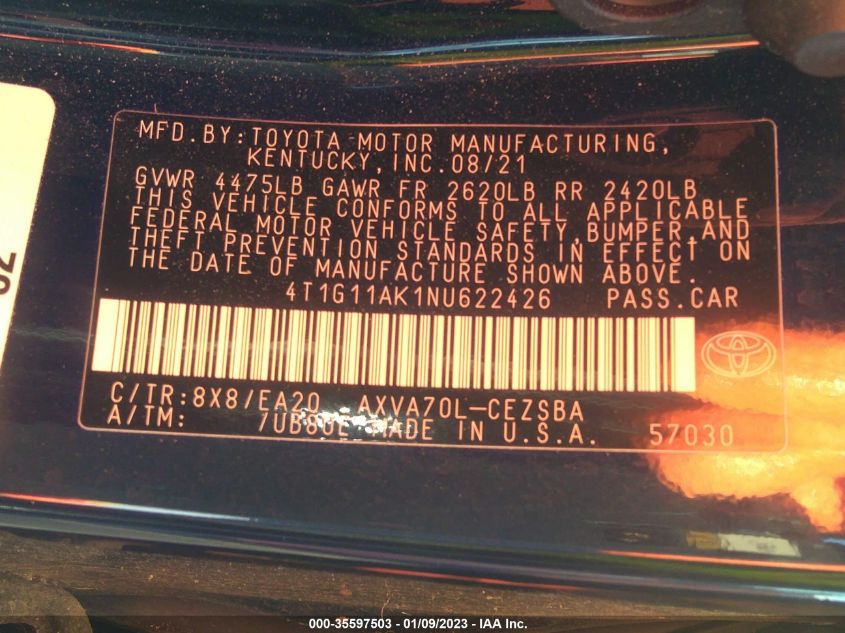 MFD.BY:TOYOTA MOTOR MANUFACTURING,
KENTUCKY,INC.08/21
GVWR 4475LB GAWR FR 2620LB RR 2420LB
THIS VEHICLE CONFORMS TO ALL APPLICABLE
FEDERAL MOTOR VEHICLE SAFETY,BUMPER,AND
THEFT PREVENTION STANDARDS IN EFFECT ON
THE DATE OF MANUFACTURE SHOWN ABOVE.
4T1G11AK1NU622426 PASS.CAR
C/TR:8X8/EA20 AXVA70L-CEZSBA
A/TM: /UB80E MADE IN U.S.A. 57030
000-35597503 — 01/09/2023 — IAA Inc.